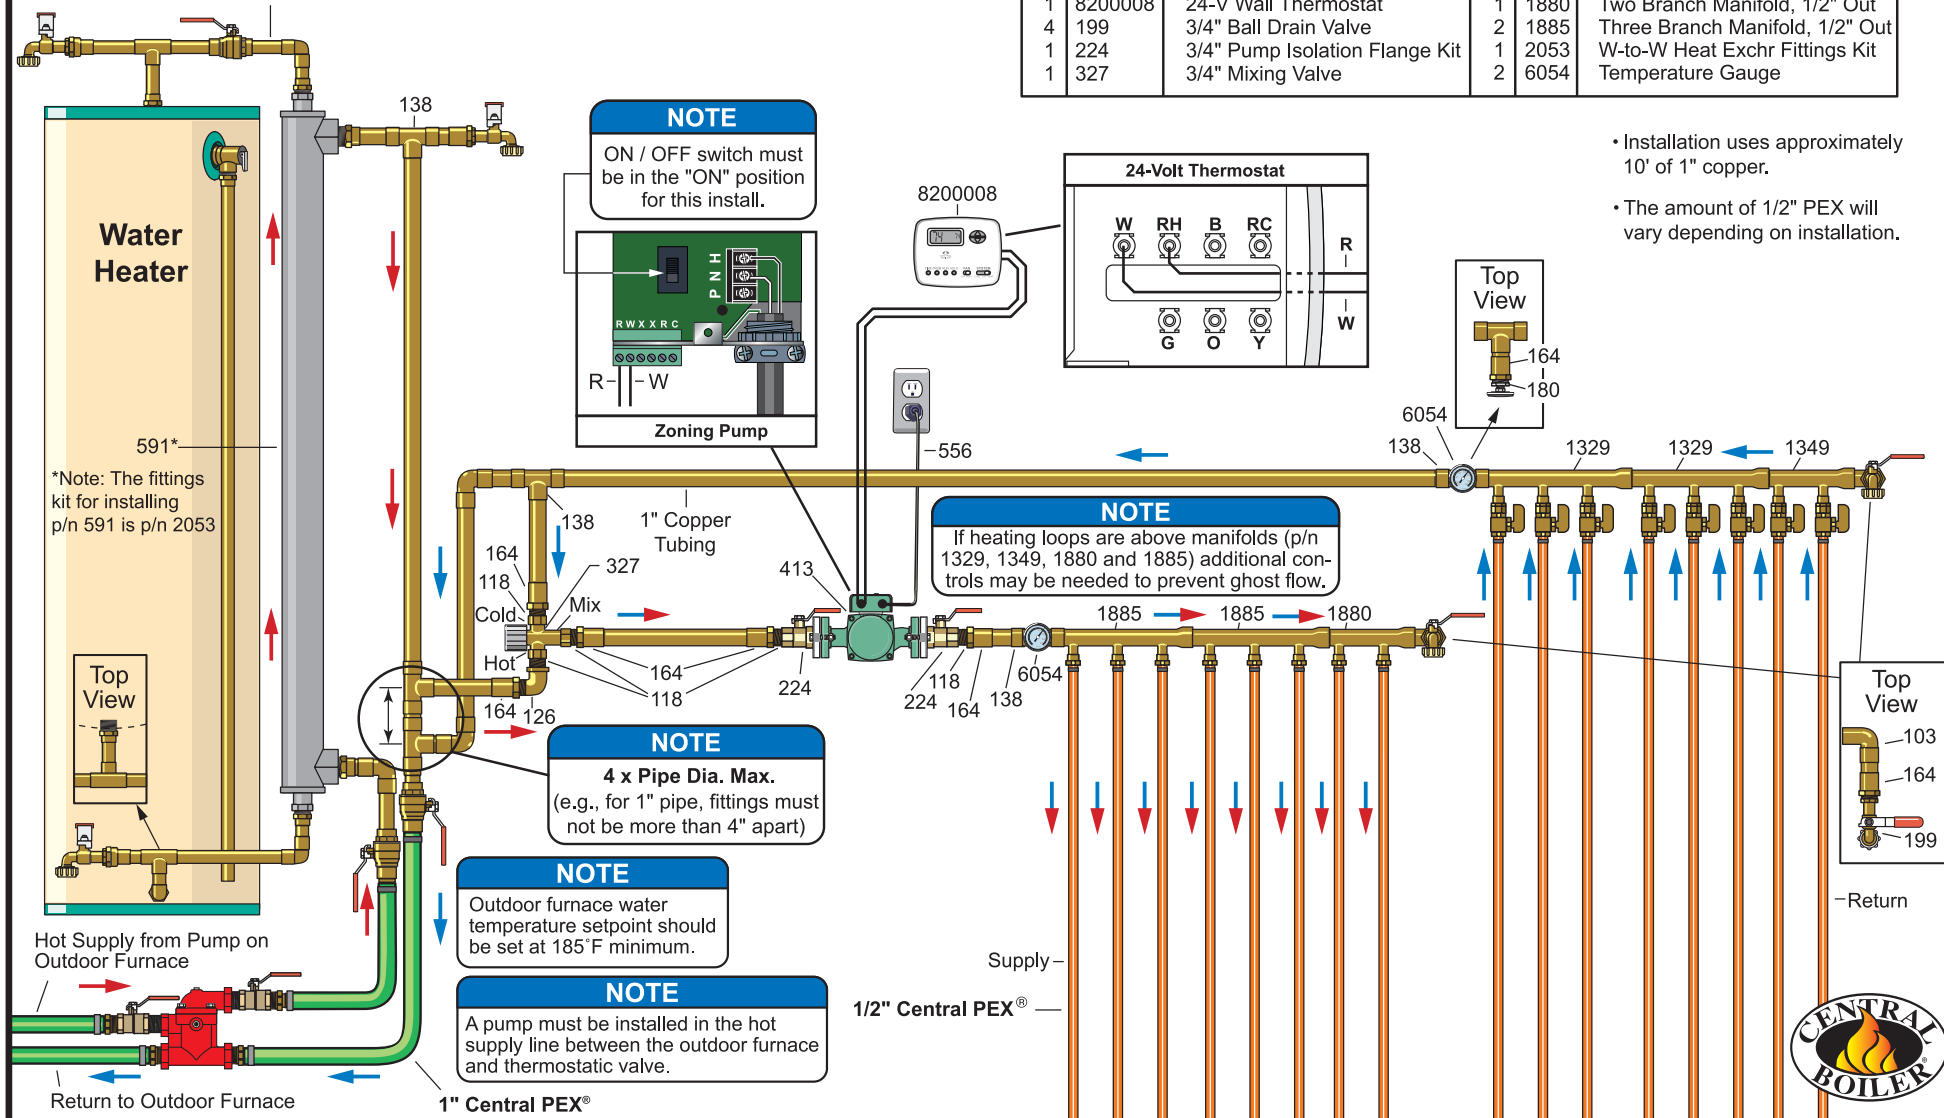 1 8200008 24-V Wall Thermostat 1 1880 Two Branch Manifold, 1/2" Out
4 199 3/4" Ball Drain Valve 2 1885 Three Branch Manifold, 1/2" Out
1 224 3/4" Pump Isolation Flange Kit 1 2053 W-to-W Heat Exchr Fittings Kit
1 327 3/4" Mixing Valve 2 6054 Temperature Gauge
• Installation uses approximately
10' of 1" copper.
• The amount of 1/2" PEX will
vary depending on installation.
138
NOTE
ON / OFF switch must
be in the "ON" position
for this install.
P N H
R W X X R C
R W
Zoning Pump
8200008
24-Volt Thermostat
W RH B RC
R
W
G O Y
Top
View
164
180
Water
Heater
591*
*Note: The fittings
kit for installing
p/n 591 is p/n 2053
556
6054
138
1329
1329
1349
138
1" Copper
Tubing
NOTE
If heating loops are above manifolds (p/n
1329, 1349, 1880 and 1885) additional con-
trols may be needed to prevent ghost flow.
164
118
327
Cold
Mix
Hot
413
1885
1885
1880
164
118
224
224
118
164
138
6054
164
126
Top
View
Top
View
103
164
199
NOTE
4 x Pipe Dia. Max.
(e.g., for 1" pipe, fittings must
not be more than 4" apart)
NOTE
Outdoor furnace water
temperature setpoint should
be set at 185°F minimum.
NOTE
A pump must be installed in the hot
supply line between the outdoor furnace
and thermostatic valve.
Hot Supply from Pump on
Outdoor Furnace
Return to Outdoor Furnace
1" Central PEX®
Supply
1/2" Central PEX®
Return
CENTRAL
BOILER®